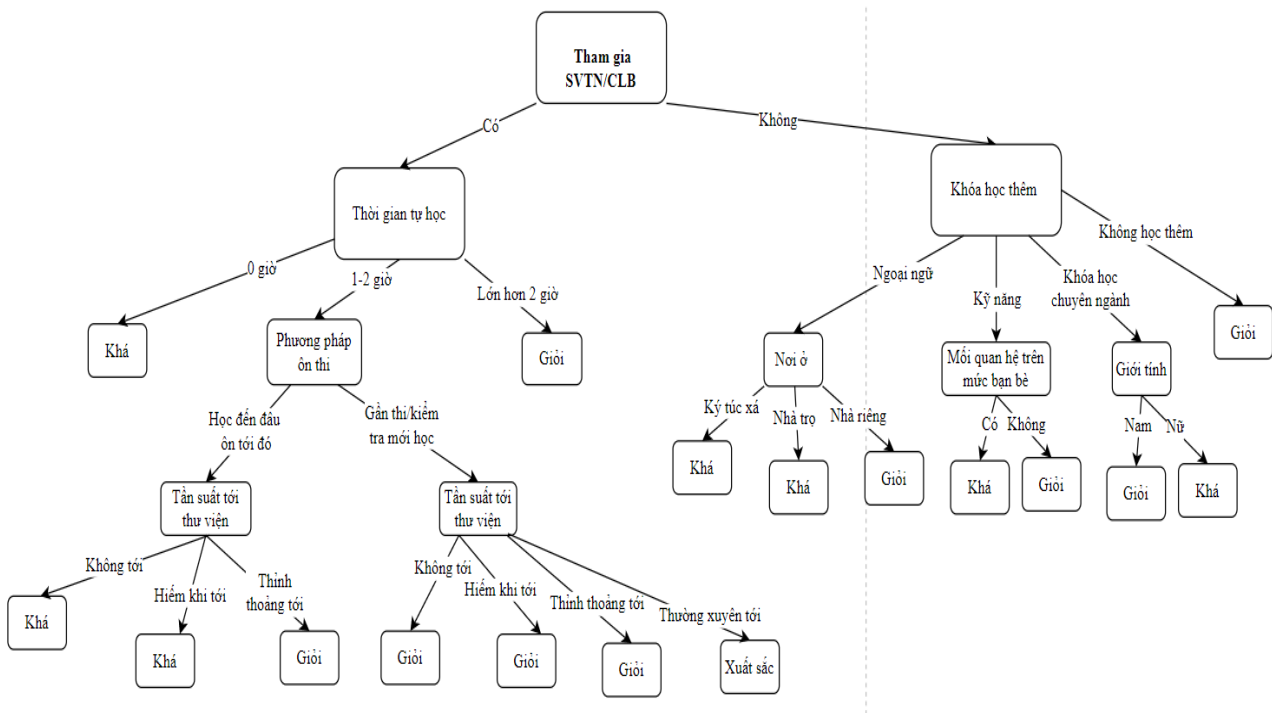 Tham gia
SVTN/CLB
Có
Không
Thời gian tự học
Khóa học thêm
0 giờ
1-2 giờ
Lớn hơn 2 giờ
Ngoại ngữ
Kỹ năng
Khóa học
chuyên ngành
Không học thêm
Khá
Phương pháp
ôn thi
Giỏi
Nơi ở
Mối quan hệ trên
mức bạn bè
Giới tính
Giỏi
Học đến đâu
ôn tới đó
Gần thi/kiểm
tra mới học
Ký túc xá
Nhà trọ
Nhà riêng
Có
Không
Nam
Nữ
Khá
Khá
Giỏi
Khá
Giỏi
Giỏi
Khá
Tần suất tới
thư viện
Tần suất tới
thư viện
Không tới
Hiếm khi tới
Thỉnh
thoảng tới
Không tới
Hiếm khi tới
Thỉnh thoảng tới
Thường xuyên tới
Khá
Khá
Giỏi
Giỏi
Giỏi
Giỏi
Xuất sắc